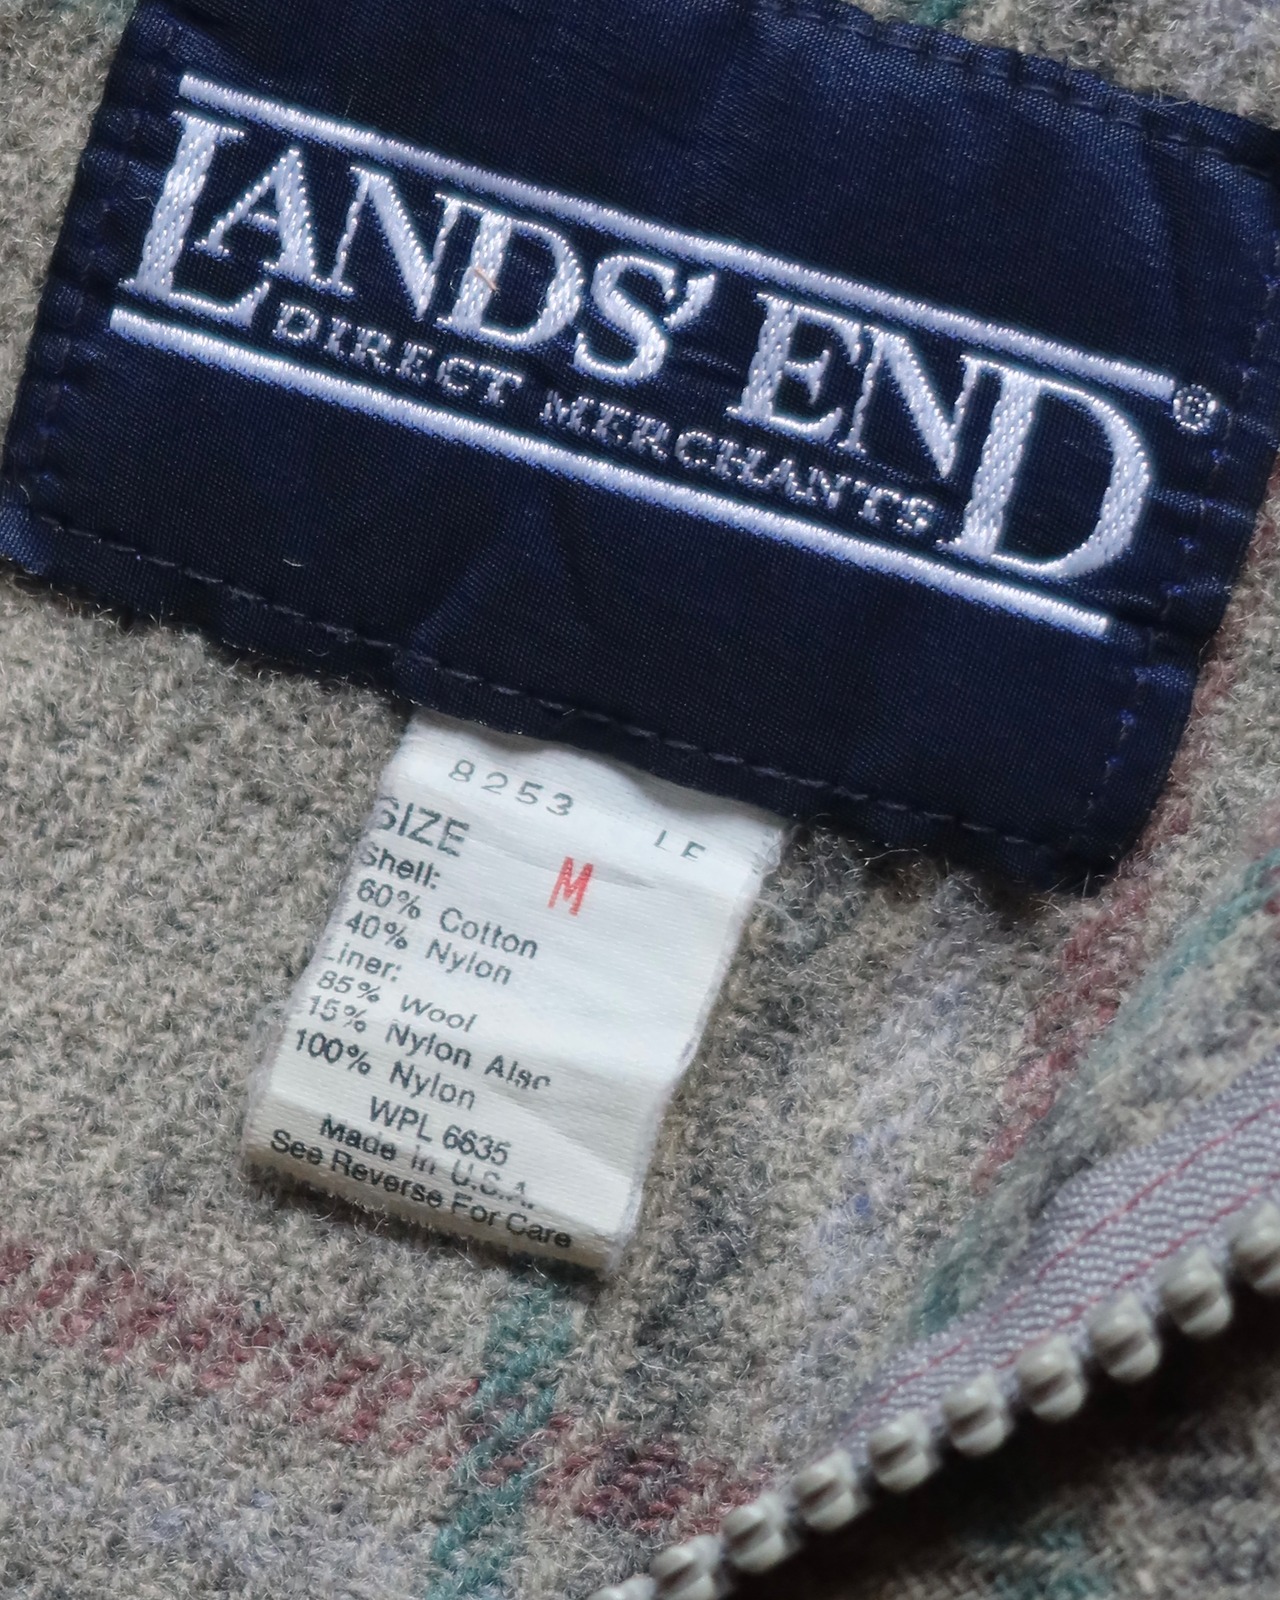 LANDS' END®
DIRECT MERCHANTS
8253 LE
SIZE M
Shell:
60% Cotton
40% Nylon
Liner:
85% Wool
15% Nylon Also
100% Nylon
WPL 6635
Made in U.S.A.
See Reverse For Care